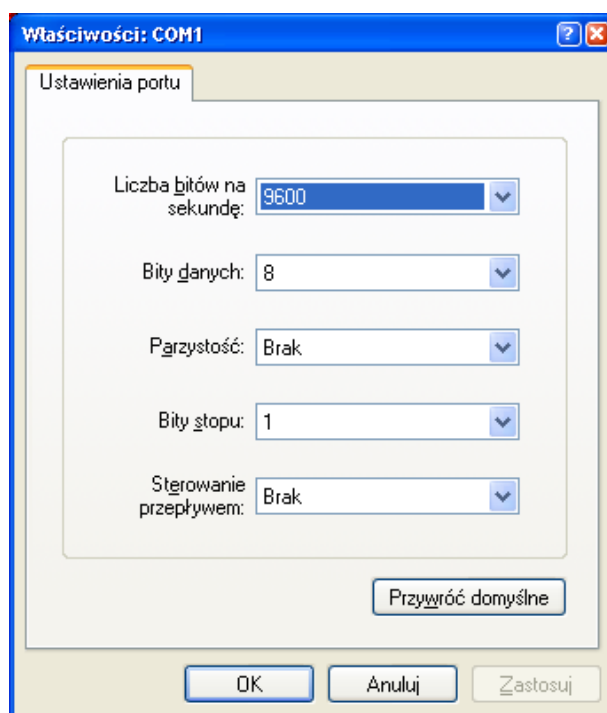 Właściwości: COM1
Ustawienia portu
Liczba bitów na
sekundę:
9600
Bity danych: 8
Parzystość: Brak
Bity stopu: 1
Sterowanie
przepływem:
Brak
Przywróć domyślne
OK Anuluj Zastosuj